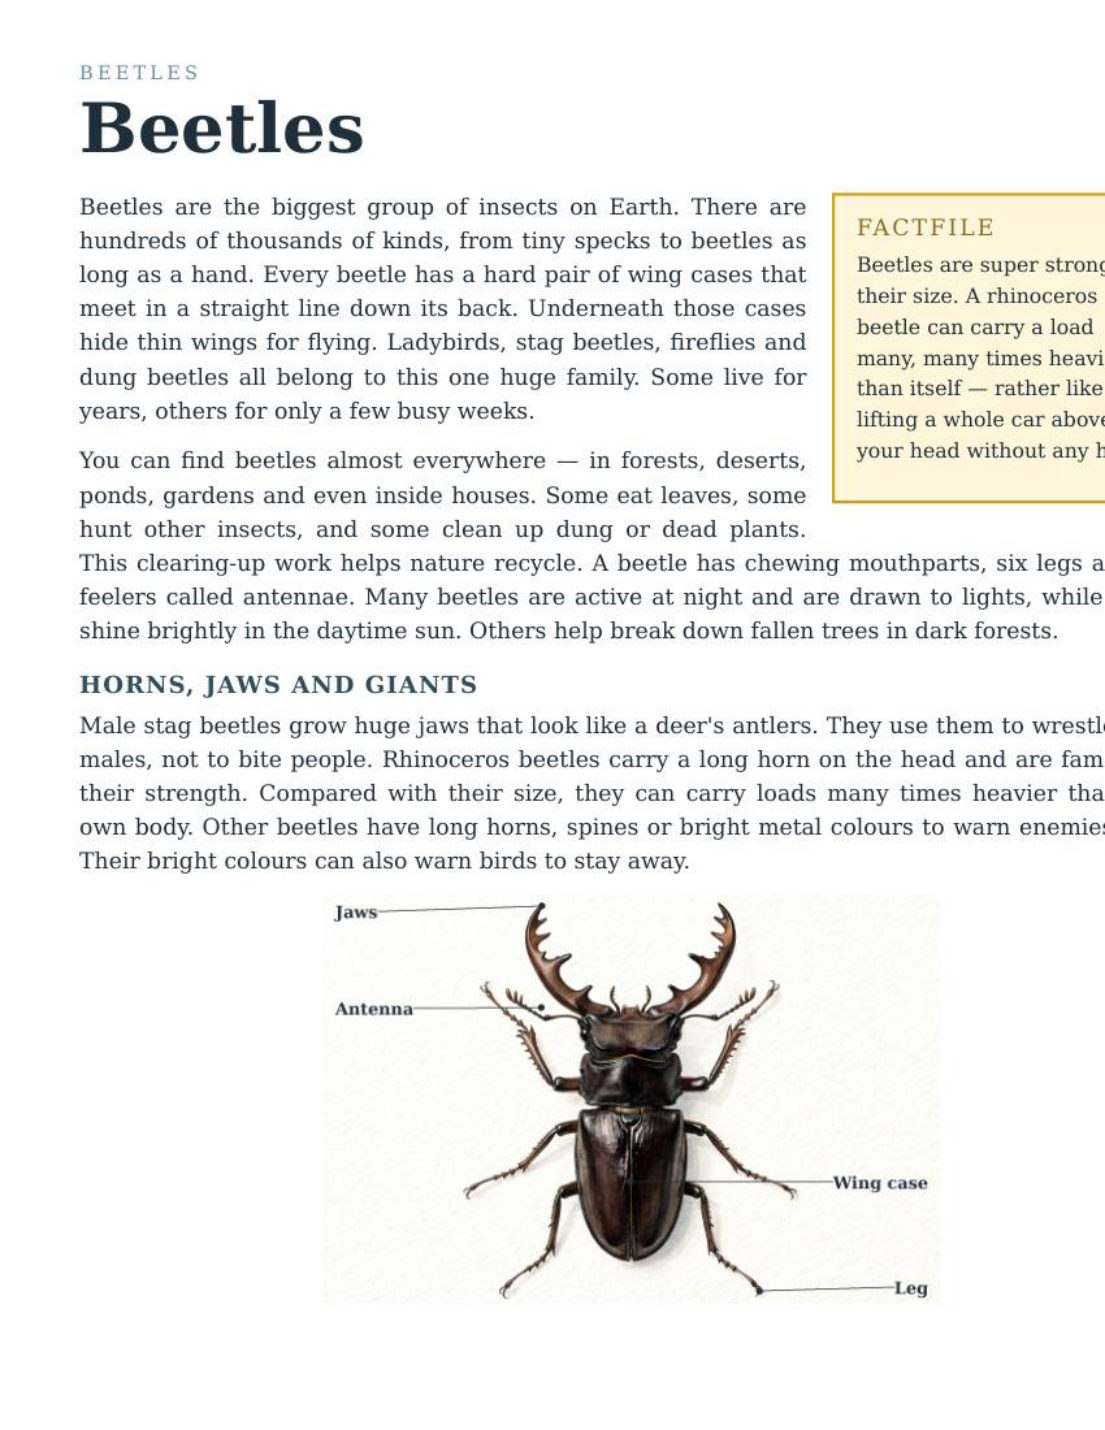 BEETLES
Beetles
Beetles are the biggest group of insects on Earth. There are
hundreds of thousands of kinds, from tiny specks to beetles as
long as a hand. Every beetle has a hard pair of wing cases that
meet in a straight line down its back. Underneath those cases
hide thin wings for flying. Ladybirds, stag beetles, fireflies and
dung beetles all belong to this one huge family. Some live for
years, others for only a few busy weeks.
FACTFILE
Beetles are super strong
their size. A rhinoceros
beetle can carry a load
many, many times
than itself — rather like
lifting a whole car above
your head without any
You can find beetles almost everywhere — in forests, deserts,
ponds, gardens and even inside houses. Some eat leaves, some
hunt other insects, and some clean up dung or dead plants.
This clearing-up work helps nature recycle. A beetle has chewing mouthparts, six legs
feelers called antennae. Many beetles are active at night and are drawn to lights, while
shine brightly in the daytime sun. Others help break down fallen trees in dark forests.
HORNS, JAWS AND GIANTS
Male stag beetles grow huge jaws that look like a deer's antlers. They use them to
males, not to bite people. Rhinoceros beetles carry a long horn on the head and are
their strength. Compared with their size, they can carry loads many times heavier
own body. Other beetles have long horns, spines or bright metal colours to warn enemies
Their bright colours can also warn birds to stay away.
Jaws
Antenna
Wing case
Leg